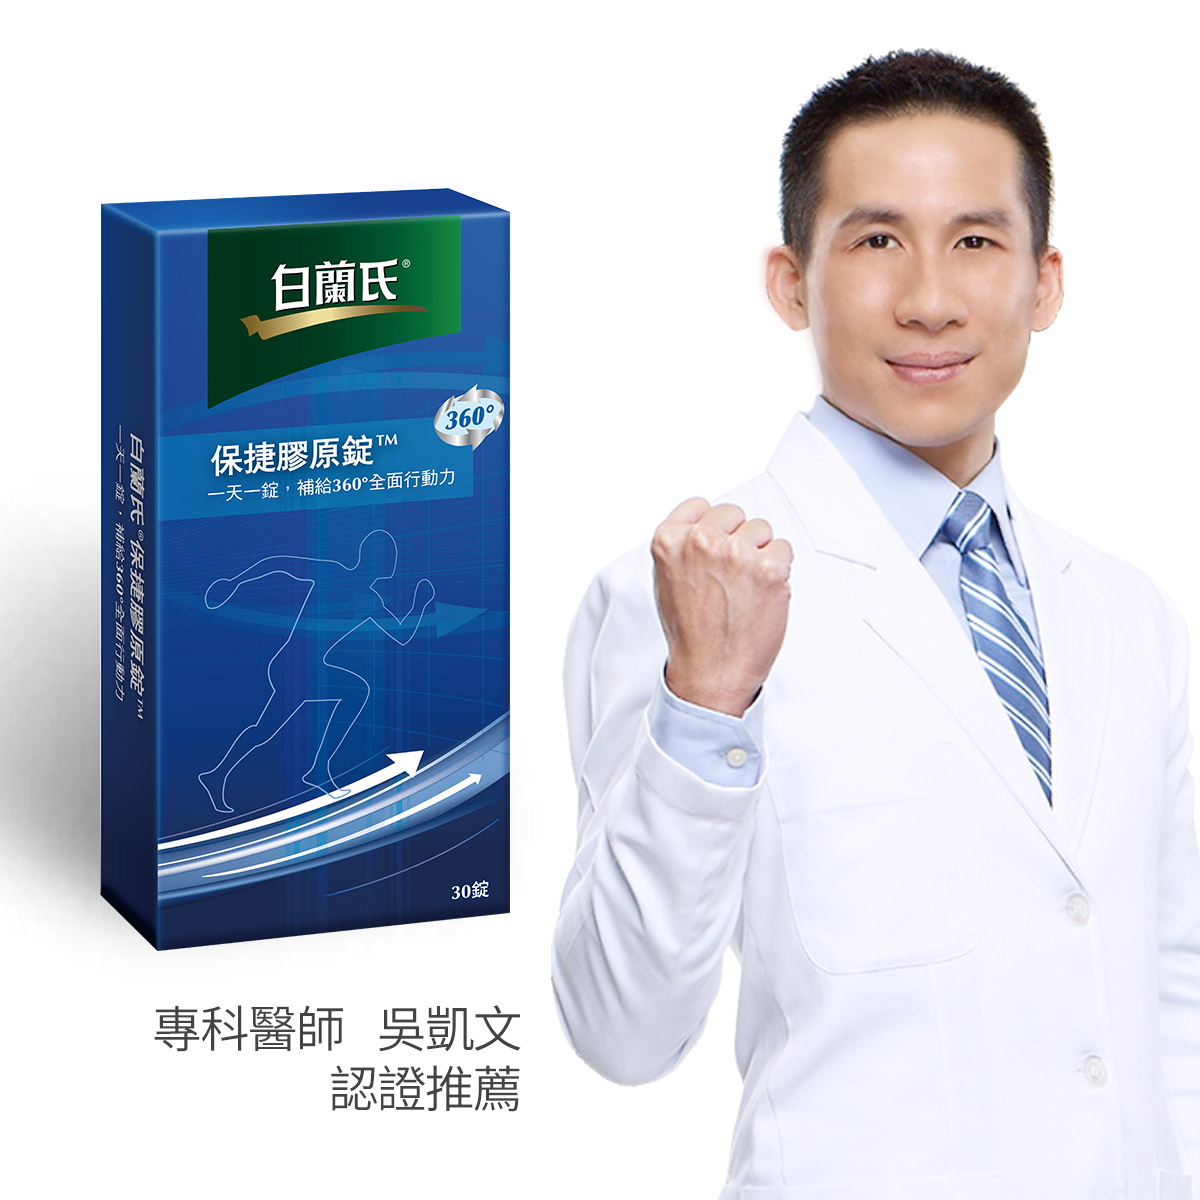 白蘭氏®
360°
保捷膠原錠™
一天一錠，補給360°全面行動力
白蘭氏®保捷膠原錠™
一天一錠，補給360°全面行動力
30錠
專科醫師 吳凱文
認證推薦